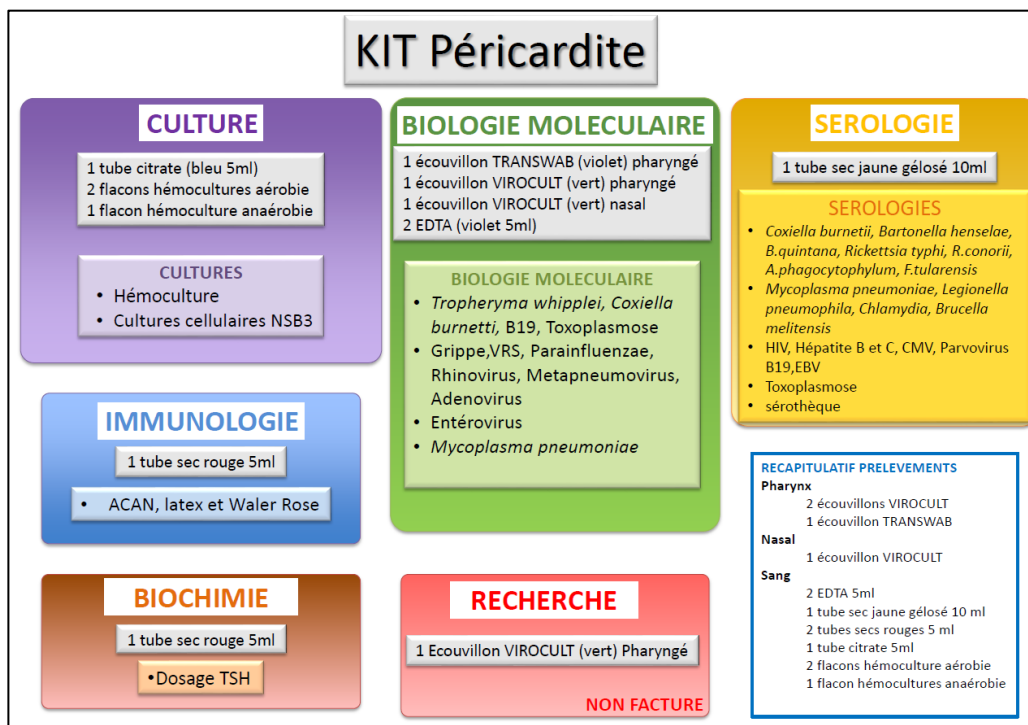 KIT Péricardite
CULTURE
1 tube citrate (bleu 5ml)
2 flacons hémocultures aérobie
1 flacon hémoculture anaérobie
CULTURES
• Hémoculture
• Cultures cellulaires NSB3
IMMUNOLOGIE
1 tube sec rouge 5ml
• ACAN, latex et Waler Rose
BIOCHIMIE
1 tube sec rouge 5ml
•Dosage TSH
BIOLOGIE MOLECULAIRE
1 écouvillon TRANSWAB (violet) pharyngé
1 écouvillon VIROCULT (vert) pharyngé
1 écouvillon VIROCULT (vert) nasal
2 EDTA (violet 5ml)
BIOLOGIE MOLECULAIRE
• Tropheryma whipplei, Coxiella
burnetti, B19, Toxoplasmose
• Grippe,VRS, Parainfluenzae,
Rhinovirus, Metapneumovirus,
Adenovirus
• Entérovirus
• Mycoplasma pneumoniae
RECHERCHE
1 Ecouvillon VIROCULT (vert) Pharyngé
NON FACTURE
SEROLOGIE
1 tube sec jaune gélosé 10ml
SEROLOGIES
• Coxiella burnetii, Bartonella henselae,
B.quintana, Rickettsia typhi, R.conorii,
A.phagocytophylum, F.tularensis
• Mycoplasma pneumoniae, Legionella
pneumophila, Chlamydia, Brucella
melitensis
• HIV, Hépatite B et C, CMV, Parvovirus
B19,EBV
• Toxoplasmose
• sérothèque
RECAPITULATIF PRELEVEMENTS
Pharynx
2 écouvillons VIROCULT
1 écouvillon TRANSWAB
Nasal
1 écouvillon VIROCULT
Sang
2 EDTA 5ml
1 tube sec jaune gélosé 10 ml
2 tubes secs rouges 5 ml
1 tube citrate 5ml
2 flacons hémoculture aérobie
1 flacon hémocultures anaérobie